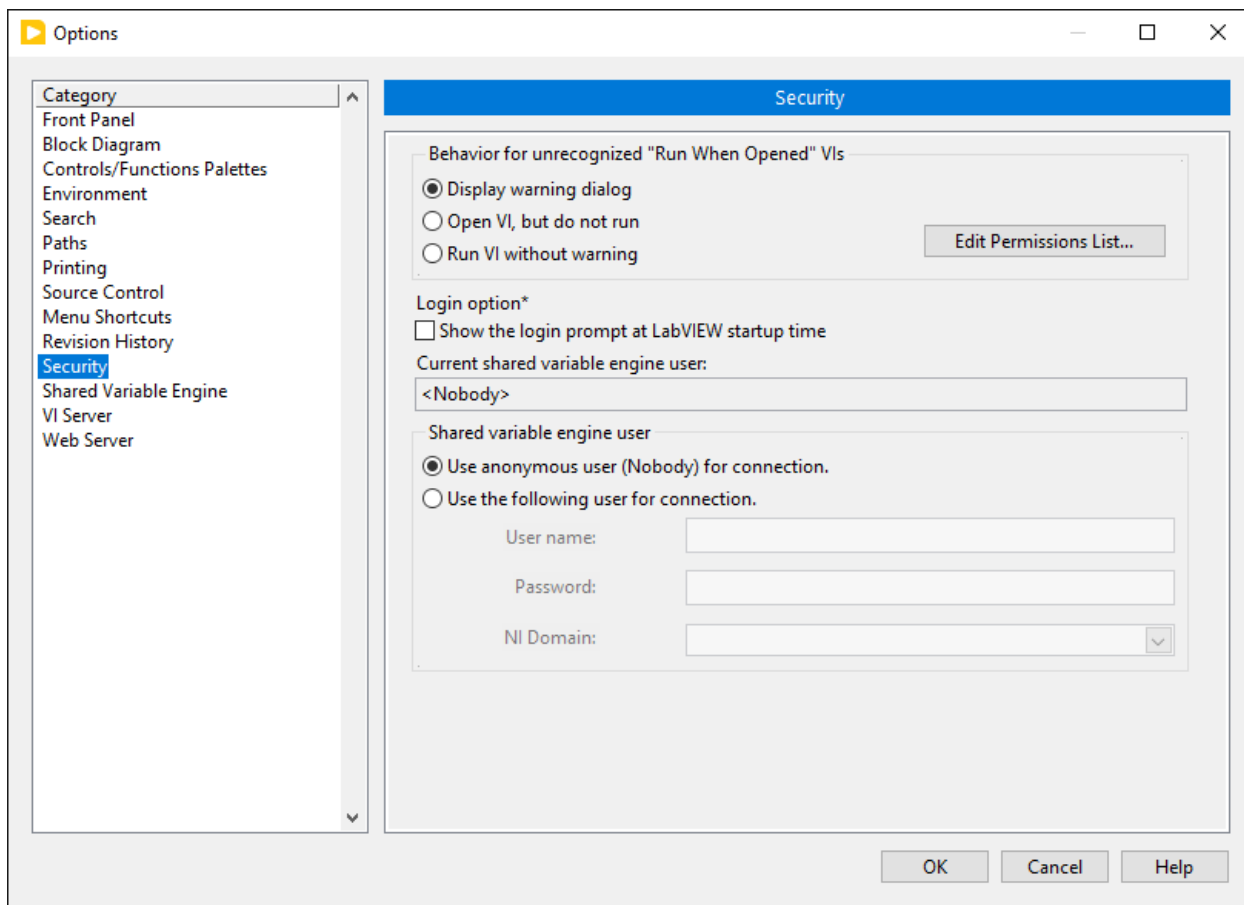 Options
Category
Front Panel
Block Diagram
Controls/Functions Palettes
Environment
Search
Paths
Printing
Source Control
Menu Shortcuts
Revision History
Security
Shared Variable Engine
VI Server
Web Server
Security
Behavior for unrecognized "Run When Opened" VIs
Display warning dialog
Open VI, but do not run
Run VI without warning
Edit Permissions List...
Login option*
Show the login prompt at LabVIEW startup time
Current shared variable engine user:
<Nobody>
Shared variable engine user
Use anonymous user (Nobody) for connection.
Use the following user for connection.
User name:
Password:
NI Domain:
OK
Cancel
Help